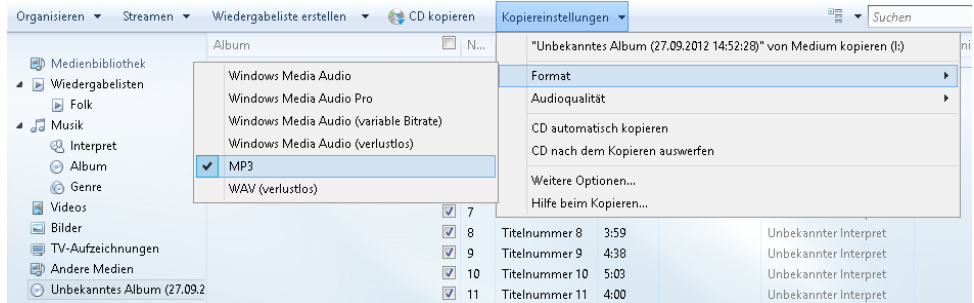 Organisieren Streamen Wiedergabeliste erstellen CD kopieren Kopiereinstellungen Suchen
Album N...
Medienbibliothek
Wiedergabelisten
Folk
Musik
Interpret
Album
Genre
Videos
Bilder
TV-Aufzeichnungen
Andere Medien
Unbekanntes Album (27.09.2
Windows Media Audio
Windows Media Audio Pro
Windows Media Audio (variable Bitrate)
Windows Media Audio (verlustlos)
MP3
WAV (verlustlos)
"Unbekanntes Album (27.09.2012 14:52:28)" von Medium kopieren (I:)
Format
Audioqualität
CD automatisch kopieren
CD nach dem Kopieren auswerfen
Weitere Optionen...
Hilfe beim Kopieren...
7
8 Titelnummer 8 3:59 Unbekannter Interpret
9 Titelnummer 9 4:38 Unbekannter Interpret
10 Titelnummer 10 5:03 Unbekannter Interpret
11 Titelnummer 11 4:00 Unbekannter Interpret